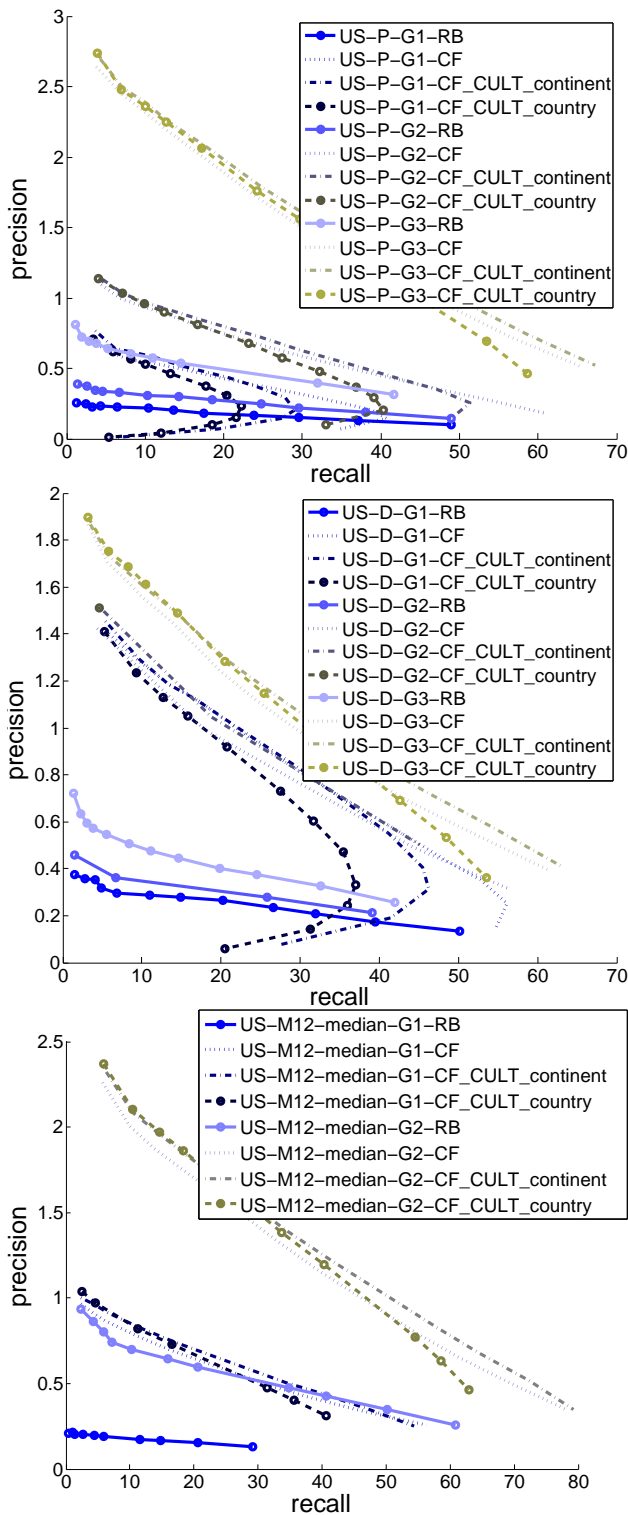 3
2.5
2
1.5
1
0.5
0
precision
0 10 20 30 40 50 60 70
recall
US−P−G1−RB
US−P−G1−CF
US−P−G1−CF_CULT_continent
US−P−G1−CF_CULT_country
US−P−G2−RB
US−P−G2−CF
US−P−G2−CF_CULT_continent
US−P−G2−CF_CULT_country
US−P−G3−RB
US−P−G3−CF
US−P−G3−CF_CULT_continent
US−P−G3−CF_CULT_country
2
1.8
1.6
1.4
1.2
1
0.8
0.6
0.4
0.2
0
precision
0 10 20 30 40 50 60 70
recall
US−D−G1−RB
US−D−G1−CF
US−D−G1−CF_CULT_continent
US−D−G1−CF_CULT_country
US−D−G2−RB
US−D−G2−CF
US−D−G2−CF_CULT_continent
US−D−G2−CF_CULT_country
US−D−G3−RB
US−D−G3−CF
US−D−G3−CF_CULT_continent
US−D−G3−CF_CULT_country
2.5
2
1.5
1
0.5
0
precision
0 10 20 30 40 50 60 70 80
recall
US−M12−median−G1−RB
US−M12−median−G1−CF
US−M12−median−G1−CF_CULT_continent
US−M12−median−G1−CF_CULT_country
US−M12−median−G2−RB
US−M12−median−G2−CF
US−M12−median−G2−CF_CULT_continent
US−M12−median−G2−CF_CULT_country